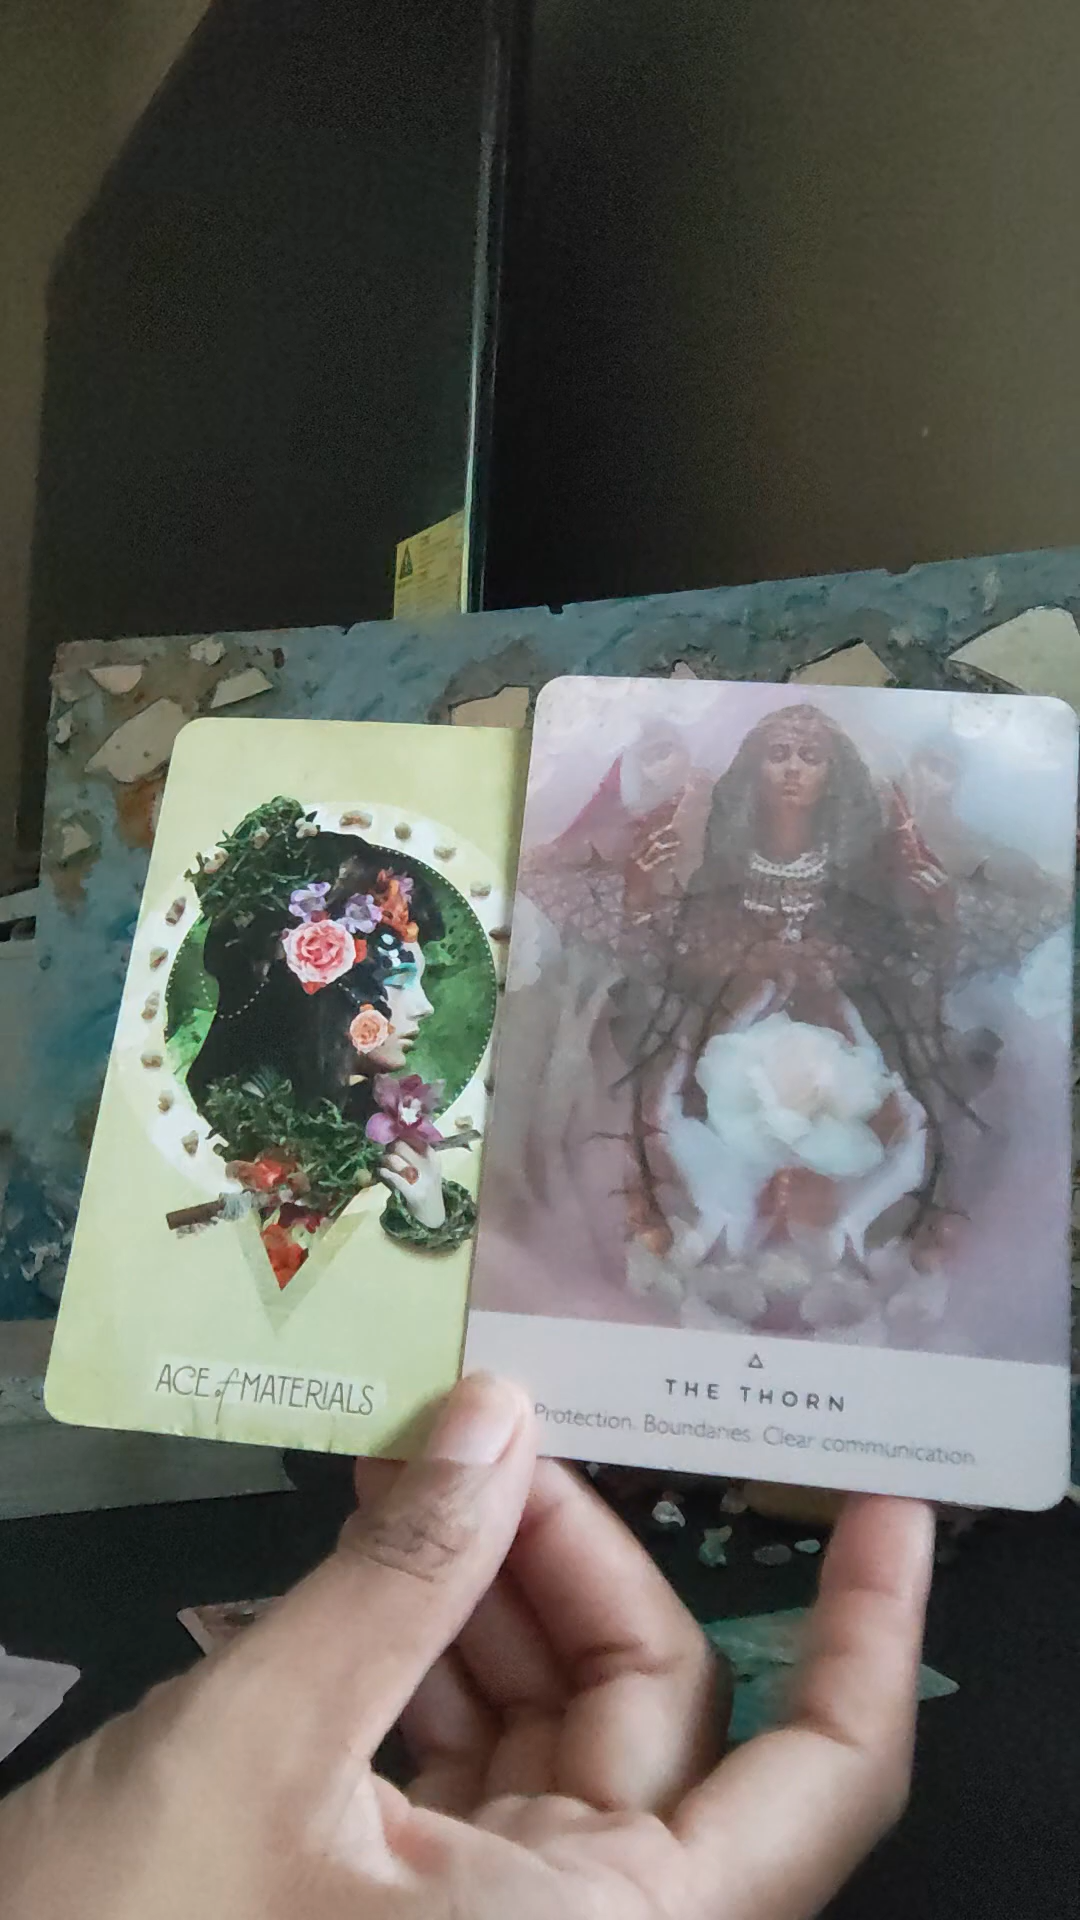 ACE of MATERIALS
THE THORN
Protection. Boundaries. Clear communication